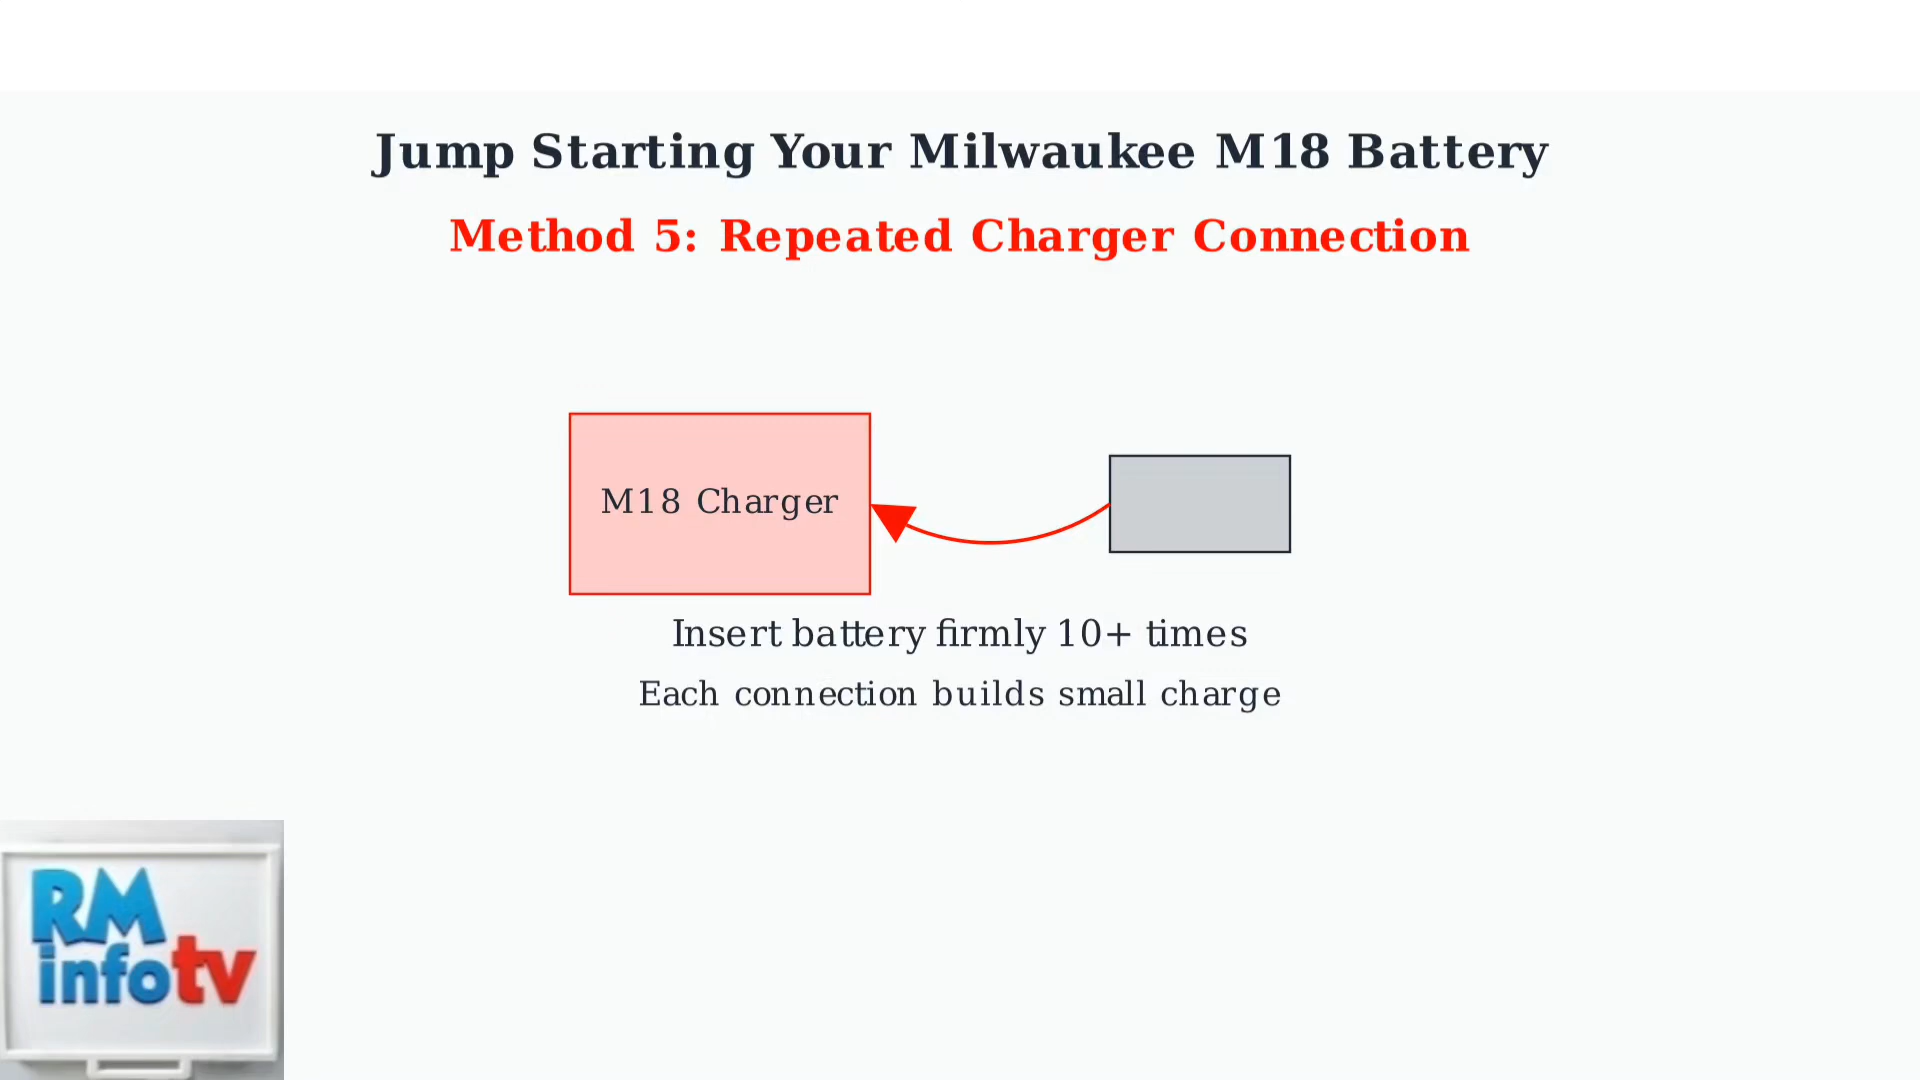 Jump Starting Your Milwaukee M18 Battery
Method 5: Repeated Charger Connection
M18 Charger
Insert battery firmly 10+ times
Each connection builds small charge
RM
infotv